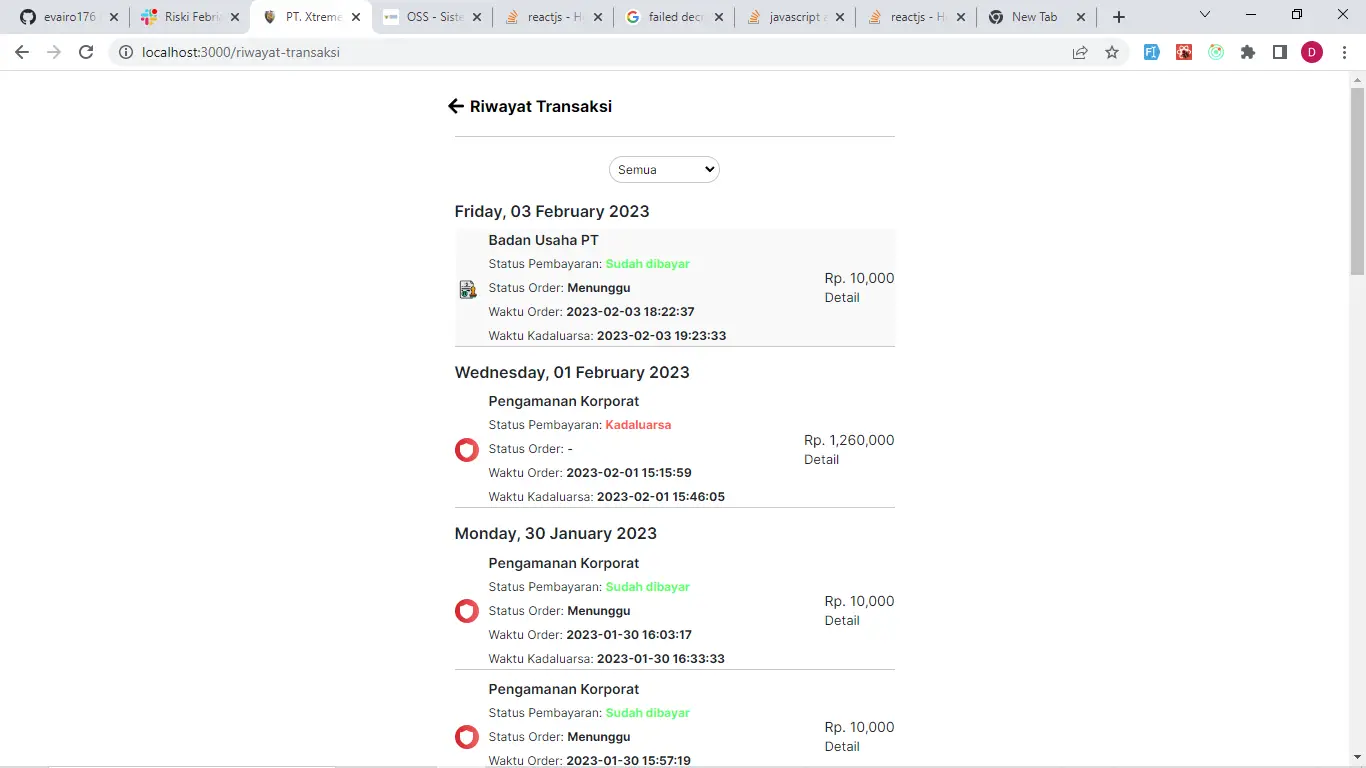 evairo176
Riski Febri
PT. Xtreme
OSS - Siste
reactjs - H
failed dec
javascript a
reactjs - H
New Tab
localhost:3000/riwayat-transaksi
D
Riwayat Transaksi
Semua
Friday, 03 February 2023
Badan Usaha PT
Status Pembayaran: Sudah dibayar
Status Order: Menunggu
Waktu Order: 2023-02-03 18:22:37
Waktu Kadaluarsa: 2023-02-03 19:23:33
Rp. 10,000
Detail
Wednesday, 01 February 2023
Pengamanan Korporat
Status Pembayaran: Kadaluarsa
Status Order: -
Waktu Order: 2023-02-01 15:15:59
Waktu Kadaluarsa: 2023-02-01 15:46:05
Rp. 1,260,000
Detail
Monday, 30 January 2023
Pengamanan Korporat
Status Pembayaran: Sudah dibayar
Status Order: Menunggu
Waktu Order: 2023-01-30 16:03:17
Waktu Kadaluarsa: 2023-01-30 16:33:33
Rp. 10,000
Detail
Pengamanan Korporat
Status Pembayaran: Sudah dibayar
Status Order: Menunggu
Waktu Order: 2023-01-30 15:57:19
Rp. 10,000
Detail